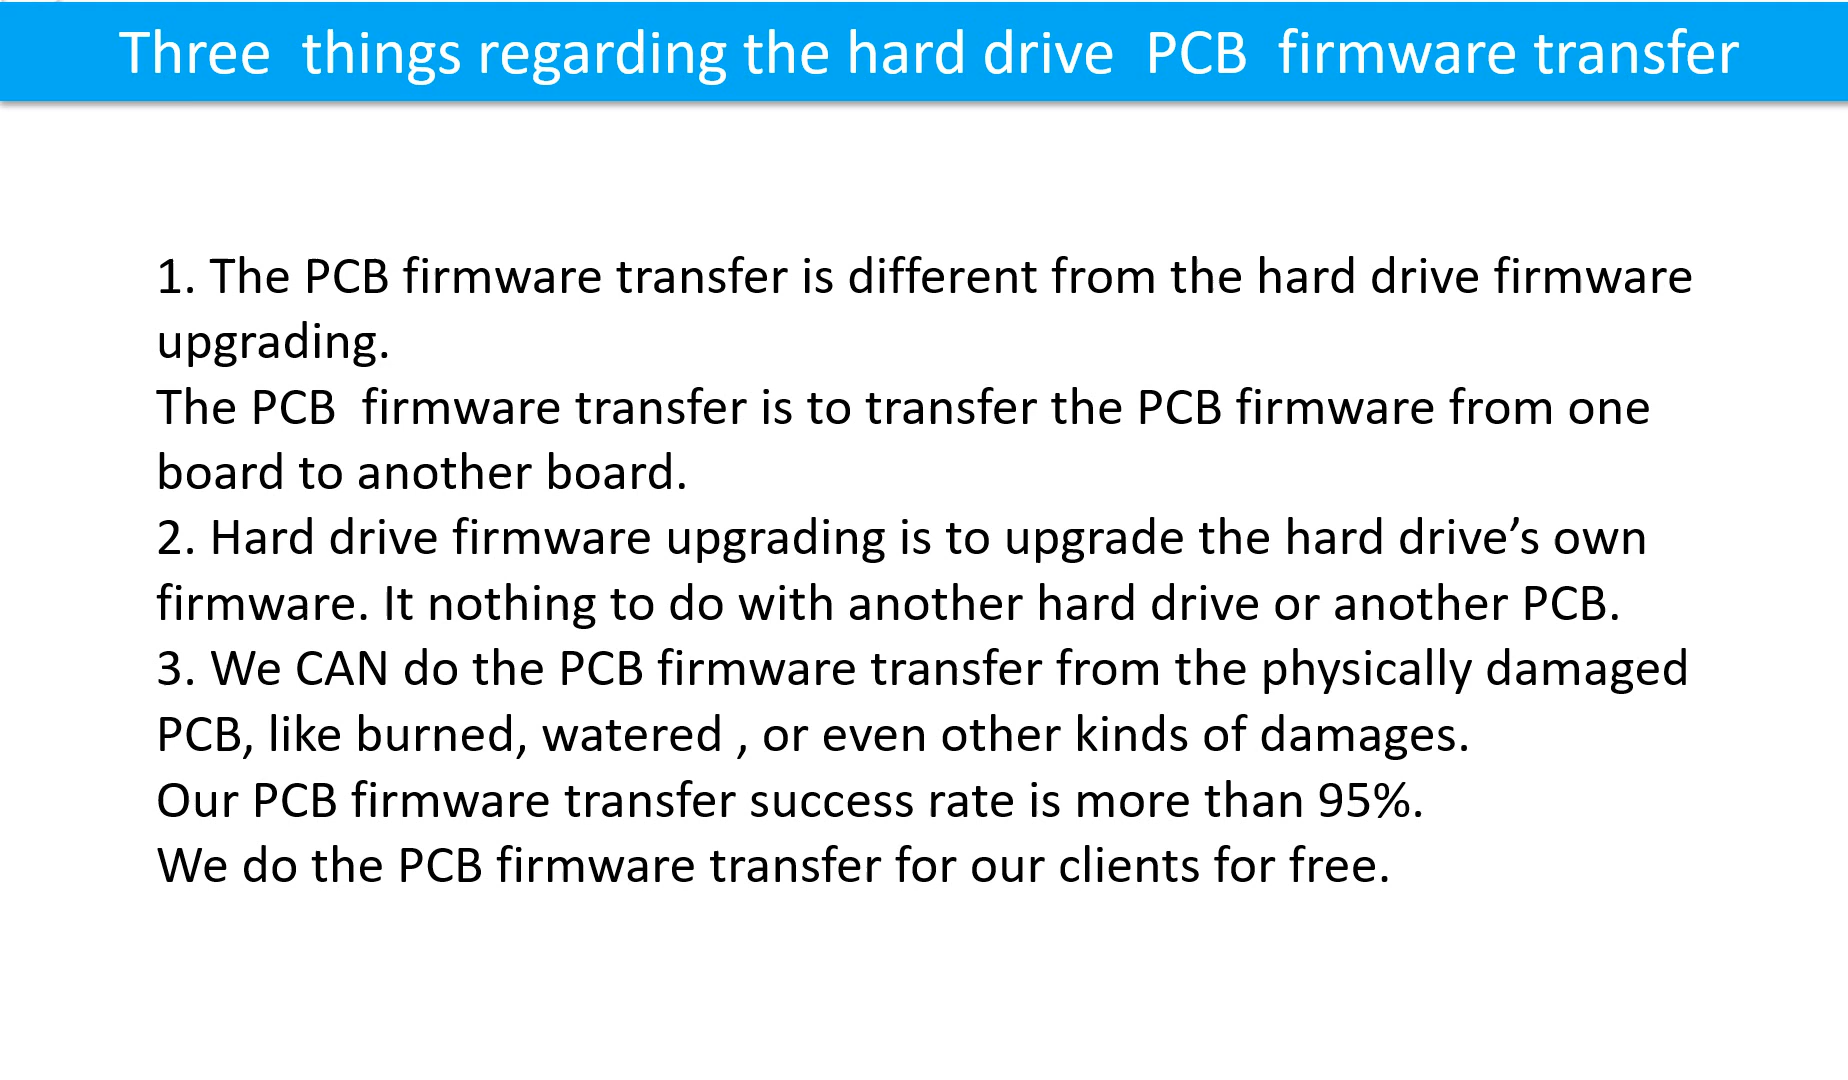 Three  things regarding the hard drive  PCB  firmware transfer
1. The PCB firmware transfer is different from the hard drive firmware
upgrading.
The PCB  firmware transfer is to transfer the PCB firmware from one
board to another board.
2. Hard drive firmware upgrading is to upgrade the hard drive’s own
firmware. It nothing to do with another hard drive or another PCB.
3. We CAN do the PCB firmware transfer from the physically damaged
PCB, like burned, watered , or even other kinds of damages.
Our PCB firmware transfer success rate is more than 95%.
We do the PCB firmware transfer for our clients for free.